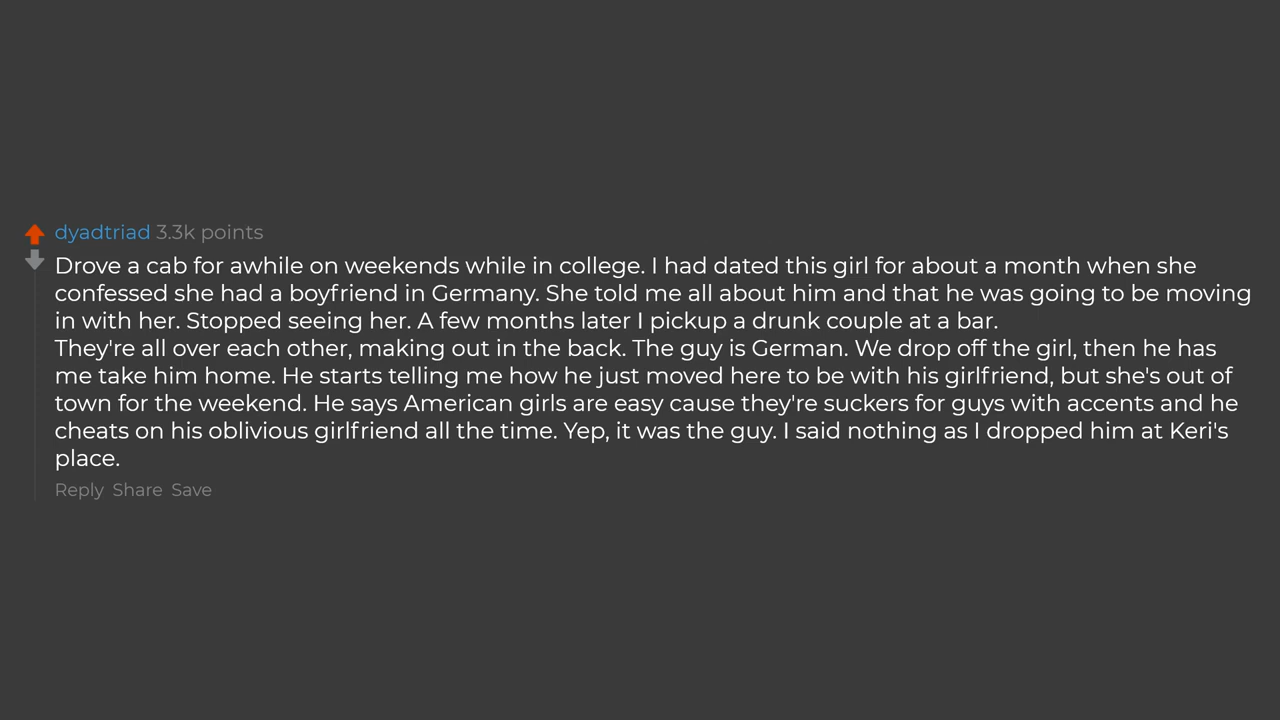 dyadtriad 3.3k points
Drove a cab for awhile on weekends while in college. I had dated this girl for about a month when she
confessed she had a boyfriend in Germany. She told me all about him and that he was going to be moving
in with her. Stopped seeing her. A few months later I pickup a drunk couple at a bar.
They're all over each other, making out in the back. The guy is German. We drop off the girl, then he has
me take him home. He starts telling me how he just moved here to be with his girlfriend, but she's out of
town for the weekend. He says American girls are easy cause they're suckers for guys with accents and he
cheats on his oblivious girlfriend all the time. Yep, it was the guy. I said nothing as I dropped him at Keri's
place.
Reply Share Save